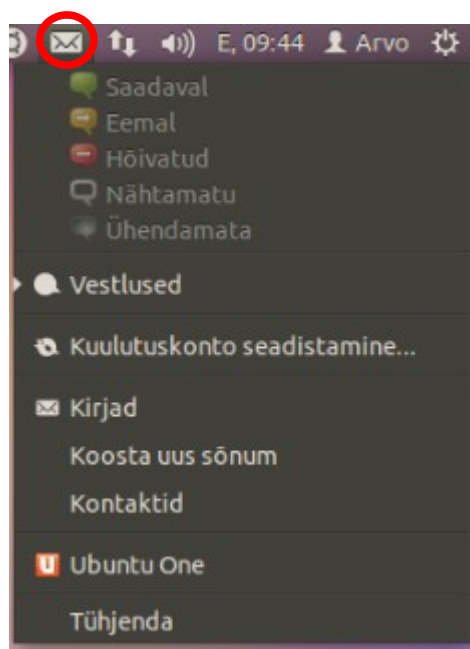 E, 09:44 Arvo
Saadaval
Eemal
Hõivatud
Nähtamatu
Ühendamata
Vestlused
Kuulutuskonto seadistamine...
Kirjad
Koosta uus sõnum
Kontaktid
Ubuntu One
Tühjenda